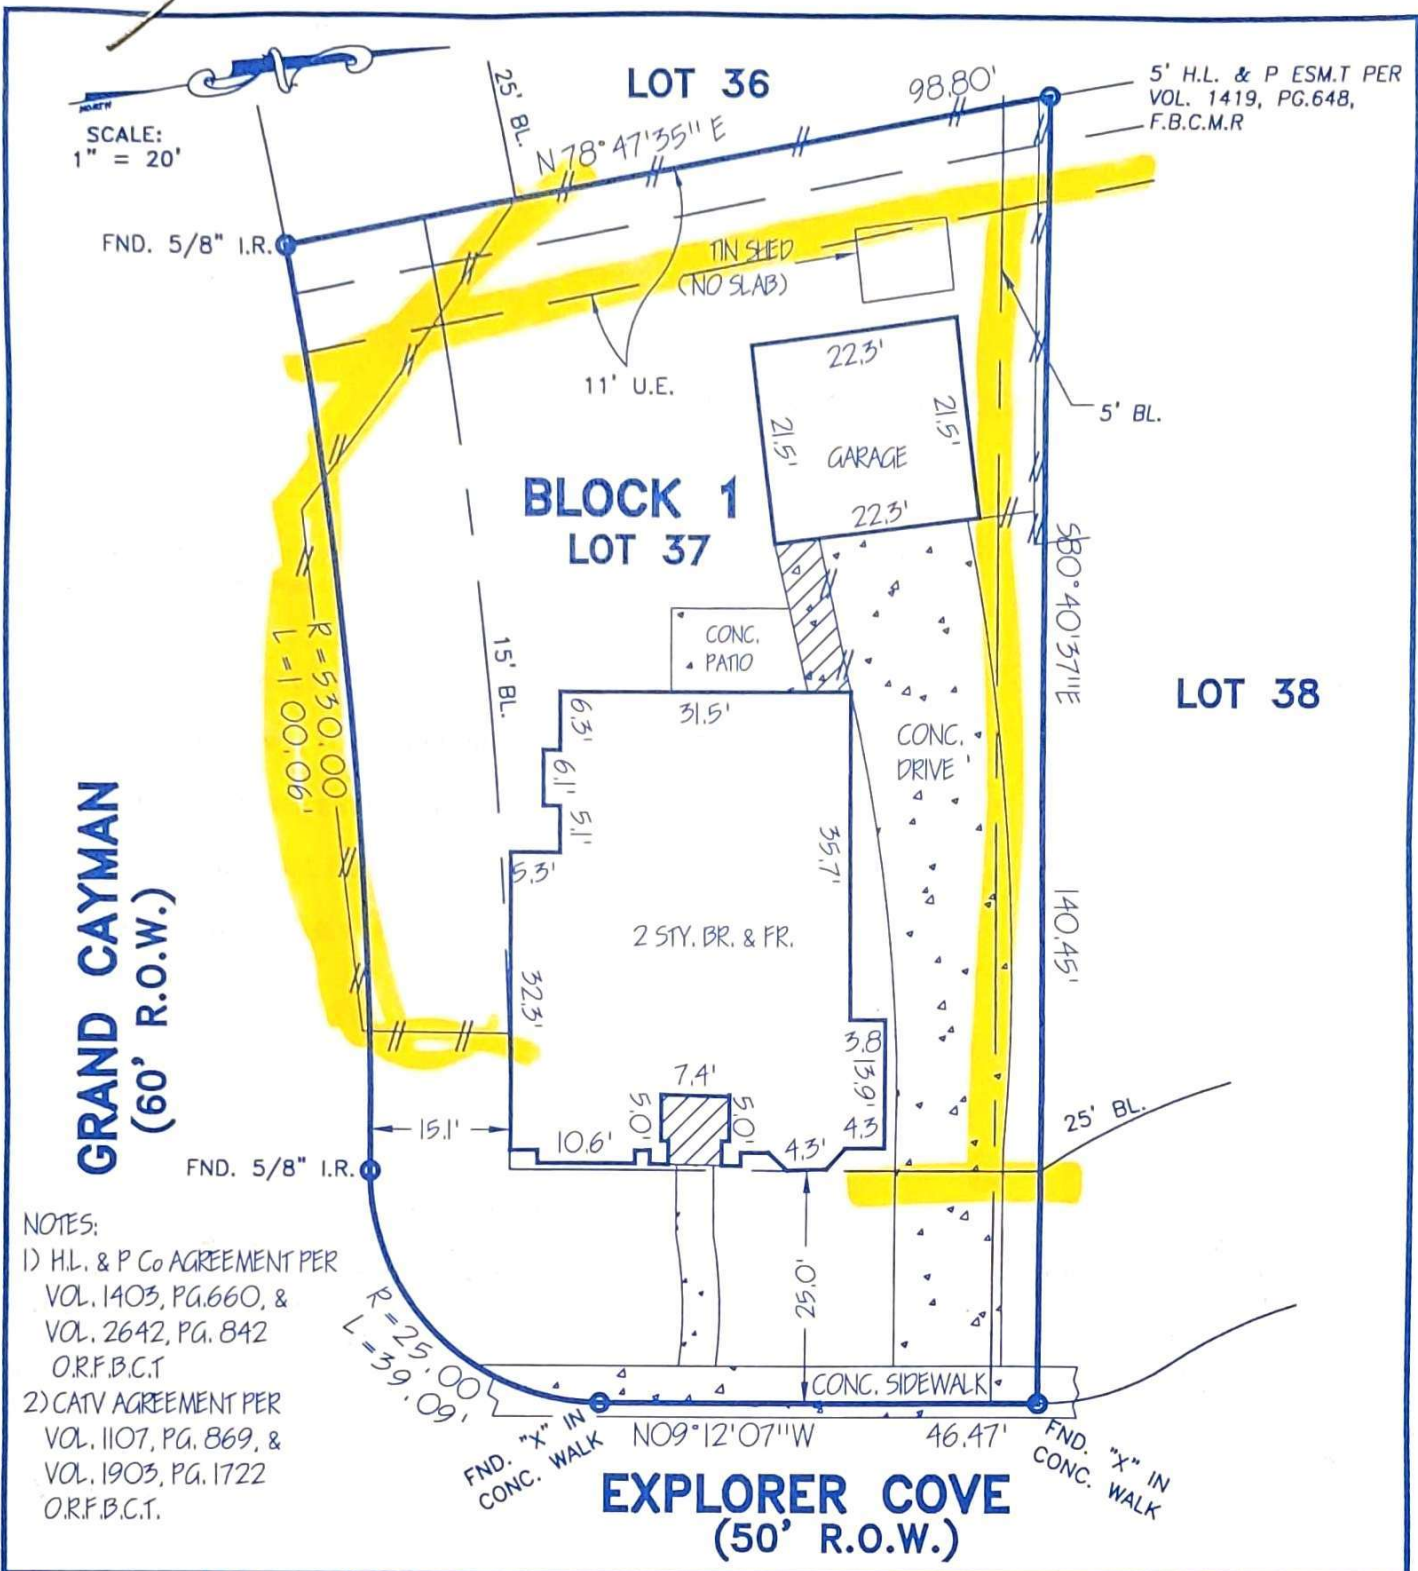 NORTH
SCALE:
1" = 20'
25' BL.
LOT 36
98.80'
N 78° 47'35" E
5' H.L. & P ESM.T PER
VOL. 1419, PG.648,
F.B.C.M.R
FND. 5/8" I.R.
TIN SHED
(NO SLAB)
11' U.E.
22.3'
21.5'
21.5'
GARAGE
22.3'
5' BL.
BLOCK 1
LOT 37
S80°40'37"E
140.45'
LOT 38
R =530.00
L =100.06'
15' BL.
CONC.
PATIO
CONC.
DRIVE
31.5'
6.3'
6.1'
5.1'
5.3'
35.7'
2 STY. BR. & FR.
32.3'
3.8
13.9'
4.3
7.4'
5.0'
5.0'
10.6'
4.3'
GRAND CAYMAN
(60' R.O.W.)
15.1'
25' BL.
FND. 5/8" I.R.
25.0'
NOTES:
1) H.L. & P Co AGREEMENT PER
VOL. 1403, PG.660, &
VOL. 2642, PG. 842
O.R.F.B.C.T
2) CATV AGREEMENT PER
VOL. 1107, PG. 869, &
VOL. 1903, PG. 1722
O.R.F.B.C.T.
R =25.00
L =39.09'
CONC. SIDEWALK
FND. "X" IN
CONC. WALK
N09°12'07"W
46.47'
FND. "X" IN
CONC. WALK
EXPLORER COVE
(50' R.O.W.)